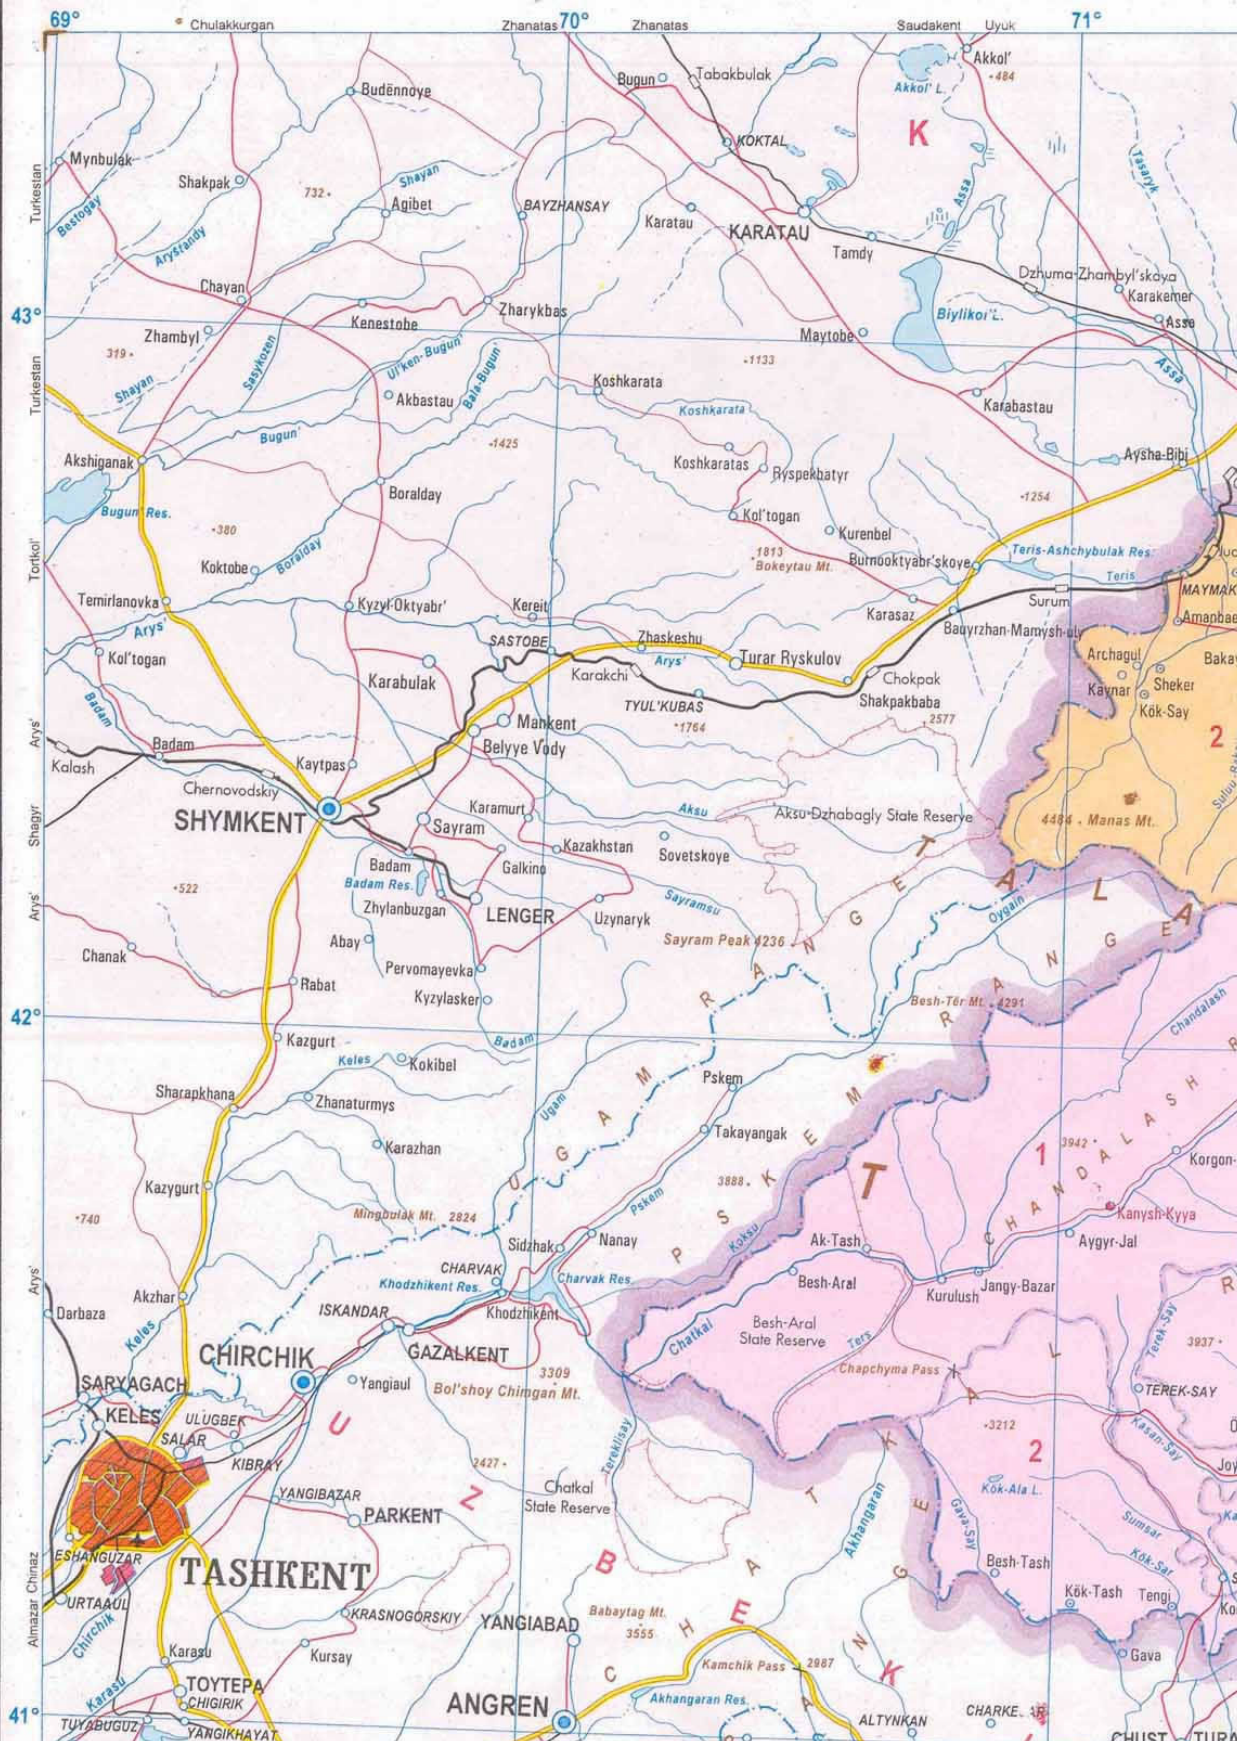 69°
Chulakkurgan
Zhanatas
70°
Zhanatas
Saudakent
Uyuk
71°
Akkol'
484
Akkol' L.
Bugun
Tabakbulak
Budënnoye
K
KOKTAL
Mynbulak
Turkestan
Shakpak
732
Shayan
Agibet
BAYZHANSAY
Karatau
KARATAU
Tamdy
Assa
Tasaryk
Bestogay
Arystandy
Chayan
Dzhuma-Zhambyl'skaya
Karakemer
Zharykbas
Kenestobe
Biylikol' L.
Assa
43°
Zhambyl
Maytobe
319
Sasykozen
Ul'ken-Bugun'
Bala-Bugun'
1133
Assa
Turkestan
Shayan
Akbastau
Koshkarata
Koshkarata
Karabastau
Bugun'
1425
Koshkaratas
Ryspekbatyr
Aysha-Bibi
Akshiganak
Boralday
1254
Bugun' Res.
380
Kol'togan
Kurenbel
1813
Bokeytau Mt.
Burnooktyabr'skoye
Teris-Ashchybulak Res.
Teris
Tortkol'
Koktobe
Boralday
Temirlanovka
Kyzyl-Oktyabr'
Kereit
Karasaz
Surum
MAYMAK
Bauyrzhan-Mamysh-uly
Arys'
SASTOBE
Zhaskeshu
Arys'
Turar Ryskulov
Kol'togan
Karabulak
Karakchi
Chokpak
Archagul
Kaynar
Sheker
Kök-Say
Badam
TYUL'KUBAS
Shakpakbaba
Mankent
1764
2577
2
Arys'
Badam
Belyye Vody
Kalash
Kaytpas
Chernovodskiy
Karamurt
Aksu
Aksu-Dzhabagly State Reserve
4484
Manas Mt.
SHYMKENT
Sayram
Shagyr
Badam
Galkino
Kazakhstan
Sovetskoye
Badam Res.
522
Zhylanbuzgan
LENGER
Uzynaryk
Sayramsu
Oygain
Arys'
Abay
Sayram Peak 4236
Chanak
Pervomayevka
Rabat
Kyzylasker
Besh-Tër Mt. 4291
Chandalash
42°
Kazgurt
Badam
Keles
Kokibel
Pskem
Sharapkhana
Zhanaturmys
Ugam
Takayangak
Karazhan
1
3942
Korgon-
Kazygurt
3888
T
740
Mingbulak Mt. 2824
Pskem
Kanysh-Kyya
Sidzhak
Nanay
Koksu
Ak-Tash
Aygyr-Jal
CHARVAK
Khodzhikent Res.
Charvak Res.
Besh-Aral
Kurulush
Jangy-Bazar
Arys'
Akzhar
Khodzhikent
Darbaza
ISKANDAR
Keles
Chatkal
Besh-Aral
State Reserve
Ters
Terek-Say
3937
CHIRCHIK
GAZALKENT
Chapchyma Pass
3309
Yangiaul
Bol'shoy Chimgan Mt.
SARYAGACH
TEREK-SAY
KELES
ULUGBEK
SALAR
U
Tereklisay
3212
Kasan-Say
KIBRAY
2
2427
Chatkal
State Reserve
Kök-Ala L.
YANGIBAZAR
Z
PARKENT
Akhangaran
Gava-Say
Sumsar
ESHANGUZAR
Kök-Sar
B
Besh-Tash
TASHKENT
Almazar Chinaz
URTAAUL
Kök-Tash
Tengi
Chirchik
KRASNOGORSKIY
YANGIABAD
Babaytag Mt.
3555
E
Karasu
Kursay
Kamchik Pass
2987
Gava
K
TOYTEPA
CHIGIRIK
Karasu
ANGREN
Akhangaran Res.
ALTYNKAN
41°
TUYABUGUZ
YANGIKHAYAT
CHUST
UGAM RANGE
PSKEM RANGE
CHANDALASH
TALA